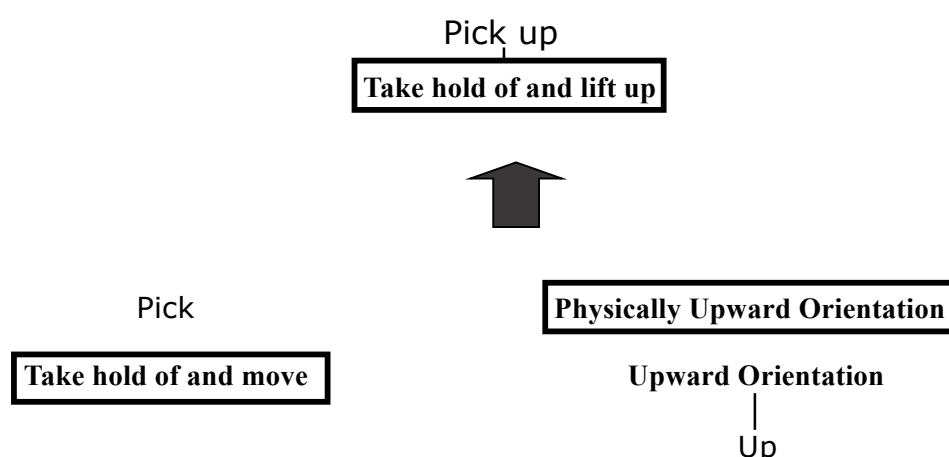 Pick up
Take hold of and lift up
Pick
Physically Upward Orientation
Take hold of and move
Upward Orientation
Up